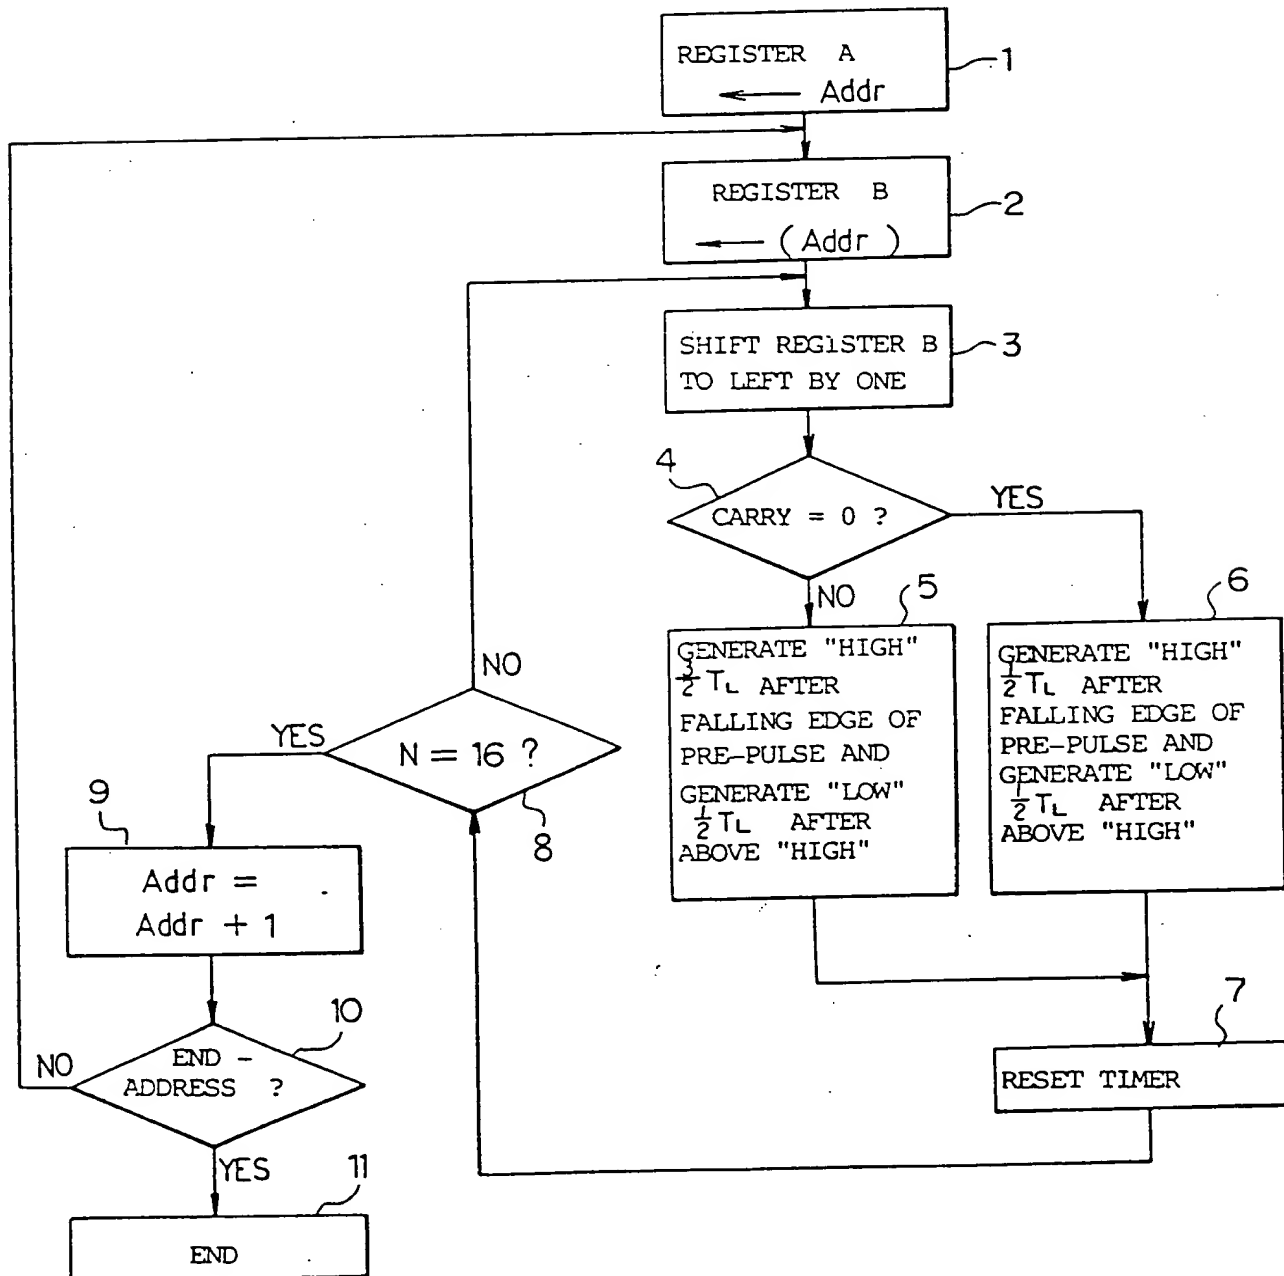 REGISTER A
← Addr
1
REGISTER B
← (Addr)
2
SHIFT REGISTER B
TO LEFT BY ONE
3
4
CARRY = 0 ?
YES
NO
5
GENERATE "HIGH"
3/2 TL AFTER
FALLING EDGE OF
PRE-PULSE AND
GENERATE "LOW"
1/2 TL AFTER
ABOVE "HIGH"
6
GENERATE "HIGH"
1/2 TL AFTER
FALLING EDGE OF
PRE-PULSE AND
GENERATE "LOW"
1/2 TL AFTER
ABOVE "HIGH"
7
RESET TIMER
NO
YES
N = 16 ?
8
9
Addr =
Addr + 1
10
NO
END -
ADDRESS ?
YES
11
END